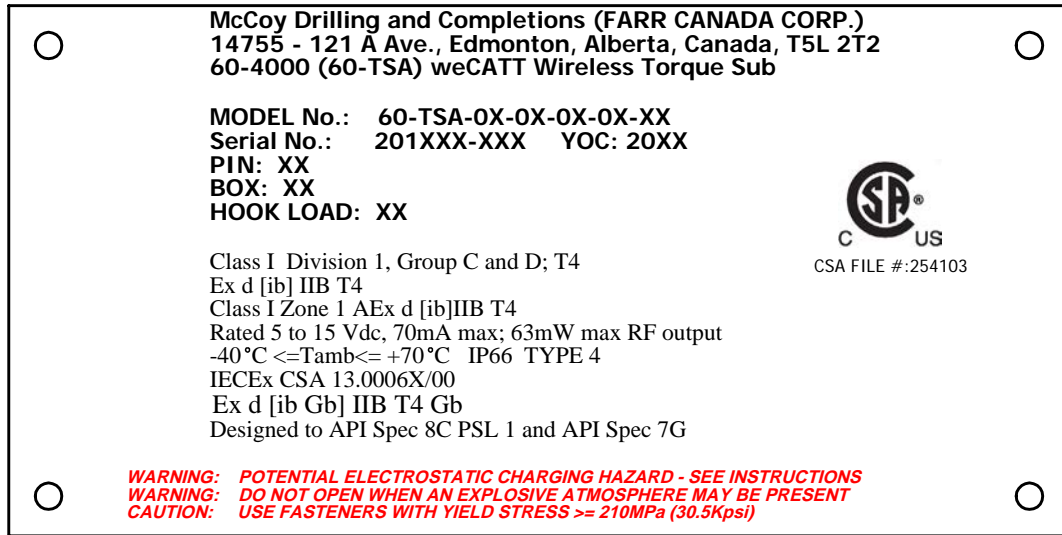 McCoy Drilling and Completions (FARR CANADA CORP.)
14755 - 121 A Ave., Edmonton, Alberta, Canada, T5L 2T2
60-4000 (60-TSA) weCATT Wireless Torque Sub
MODEL No.: 60-TSA-0X-0X-0X-0X-XX
Serial No.: 201XXX-XXX YOC: 20XX
PIN: XX
BOX: XX
HOOK LOAD: XX
CSA®
C US
CSA FILE #:254103
Class I Division 1, Group C and D; T4
Ex d [ib] IIB T4
Class I Zone 1 AEx d [ib]IIB T4
Rated 5 to 15 Vdc, 70mA max; 63mW max RF output
-40°C <=Tamb<= +70°C IP66 TYPE 4
IECEx CSA 13.0006X/00
Ex d [ib Gb] IIB T4 Gb
Designed to API Spec 8C PSL 1 and API Spec 7G
WARNING: POTENTIAL ELECTROSTATIC CHARGING HAZARD - SEE INSTRUCTIONS
WARNING: DO NOT OPEN WHEN AN EXPLOSIVE ATMOSPHERE MAY BE PRESENT
CAUTION: USE FASTENERS WITH YIELD STRESS >= 210MPa (30.5Kpsi)